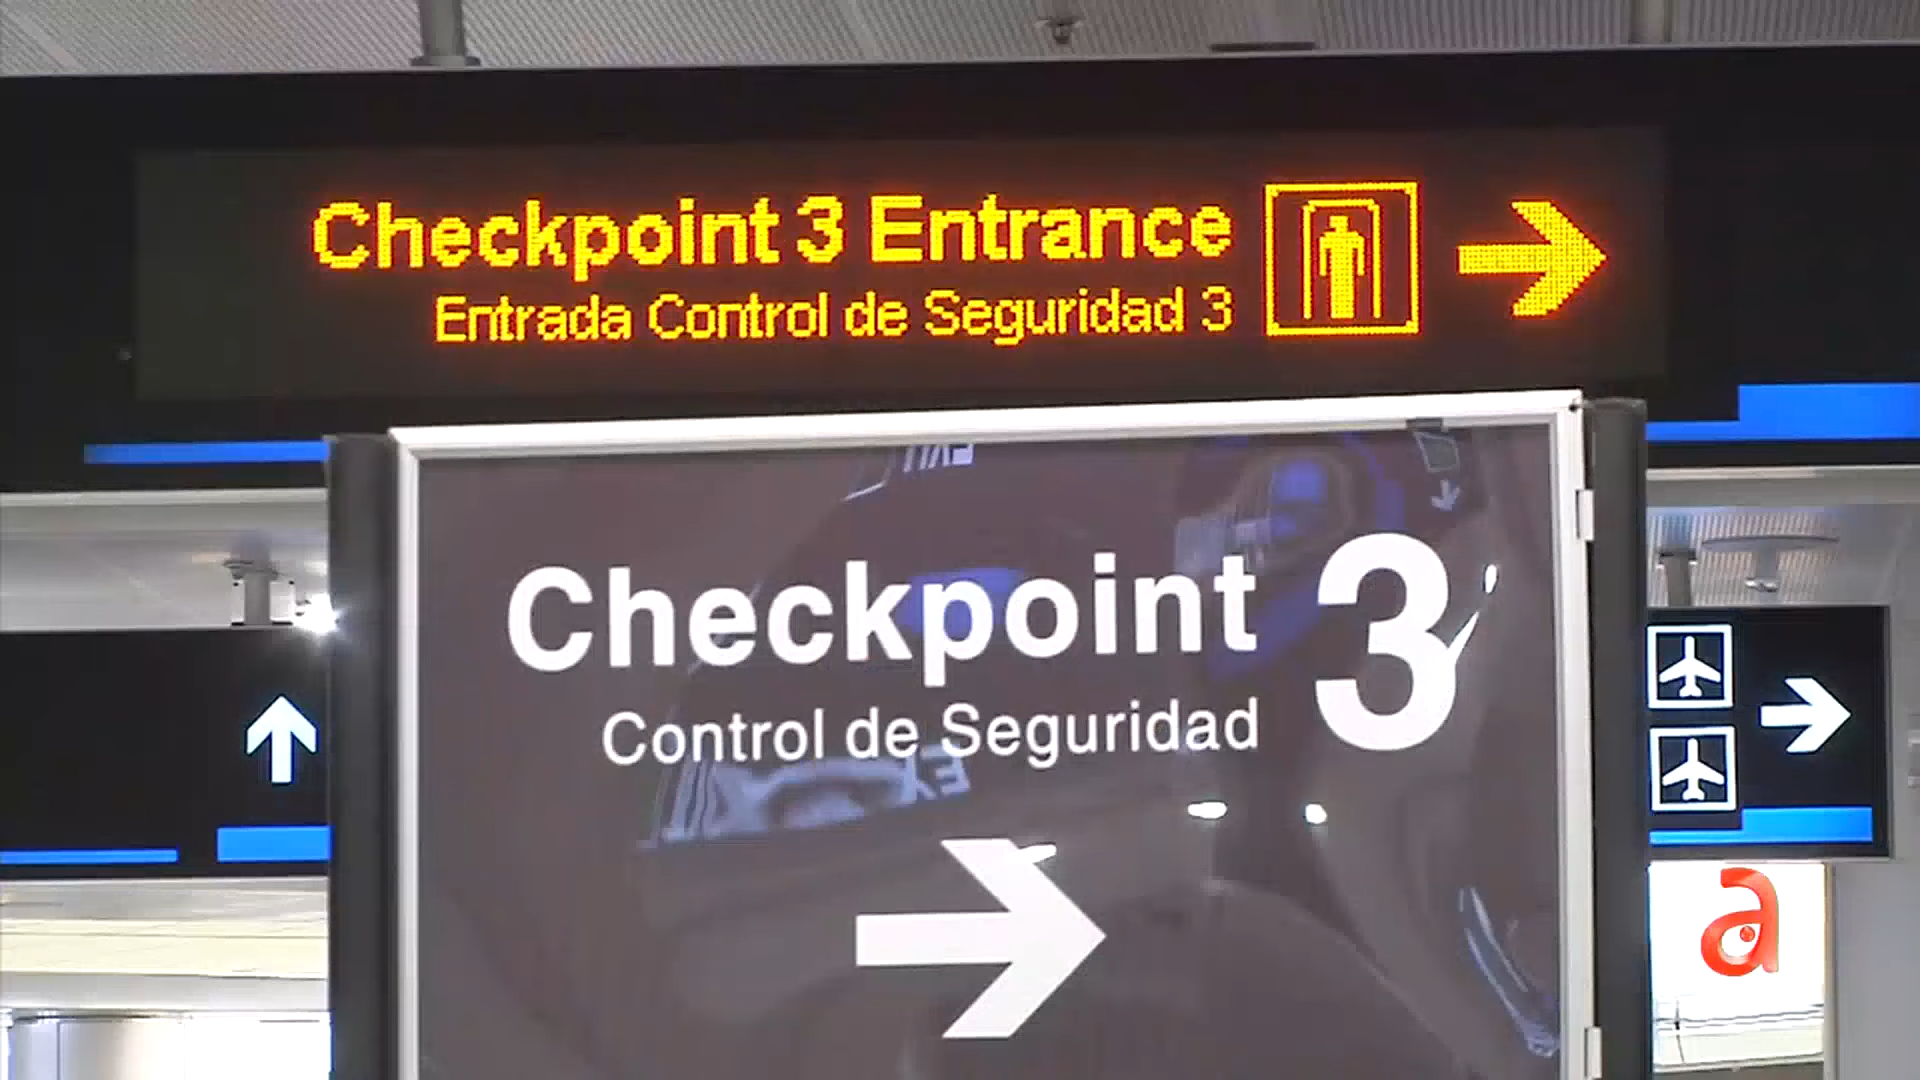 Checkpoint 3 Entrance
Entrada Control de Seguridad 3
Checkpoint 3
Control de Seguridad
a